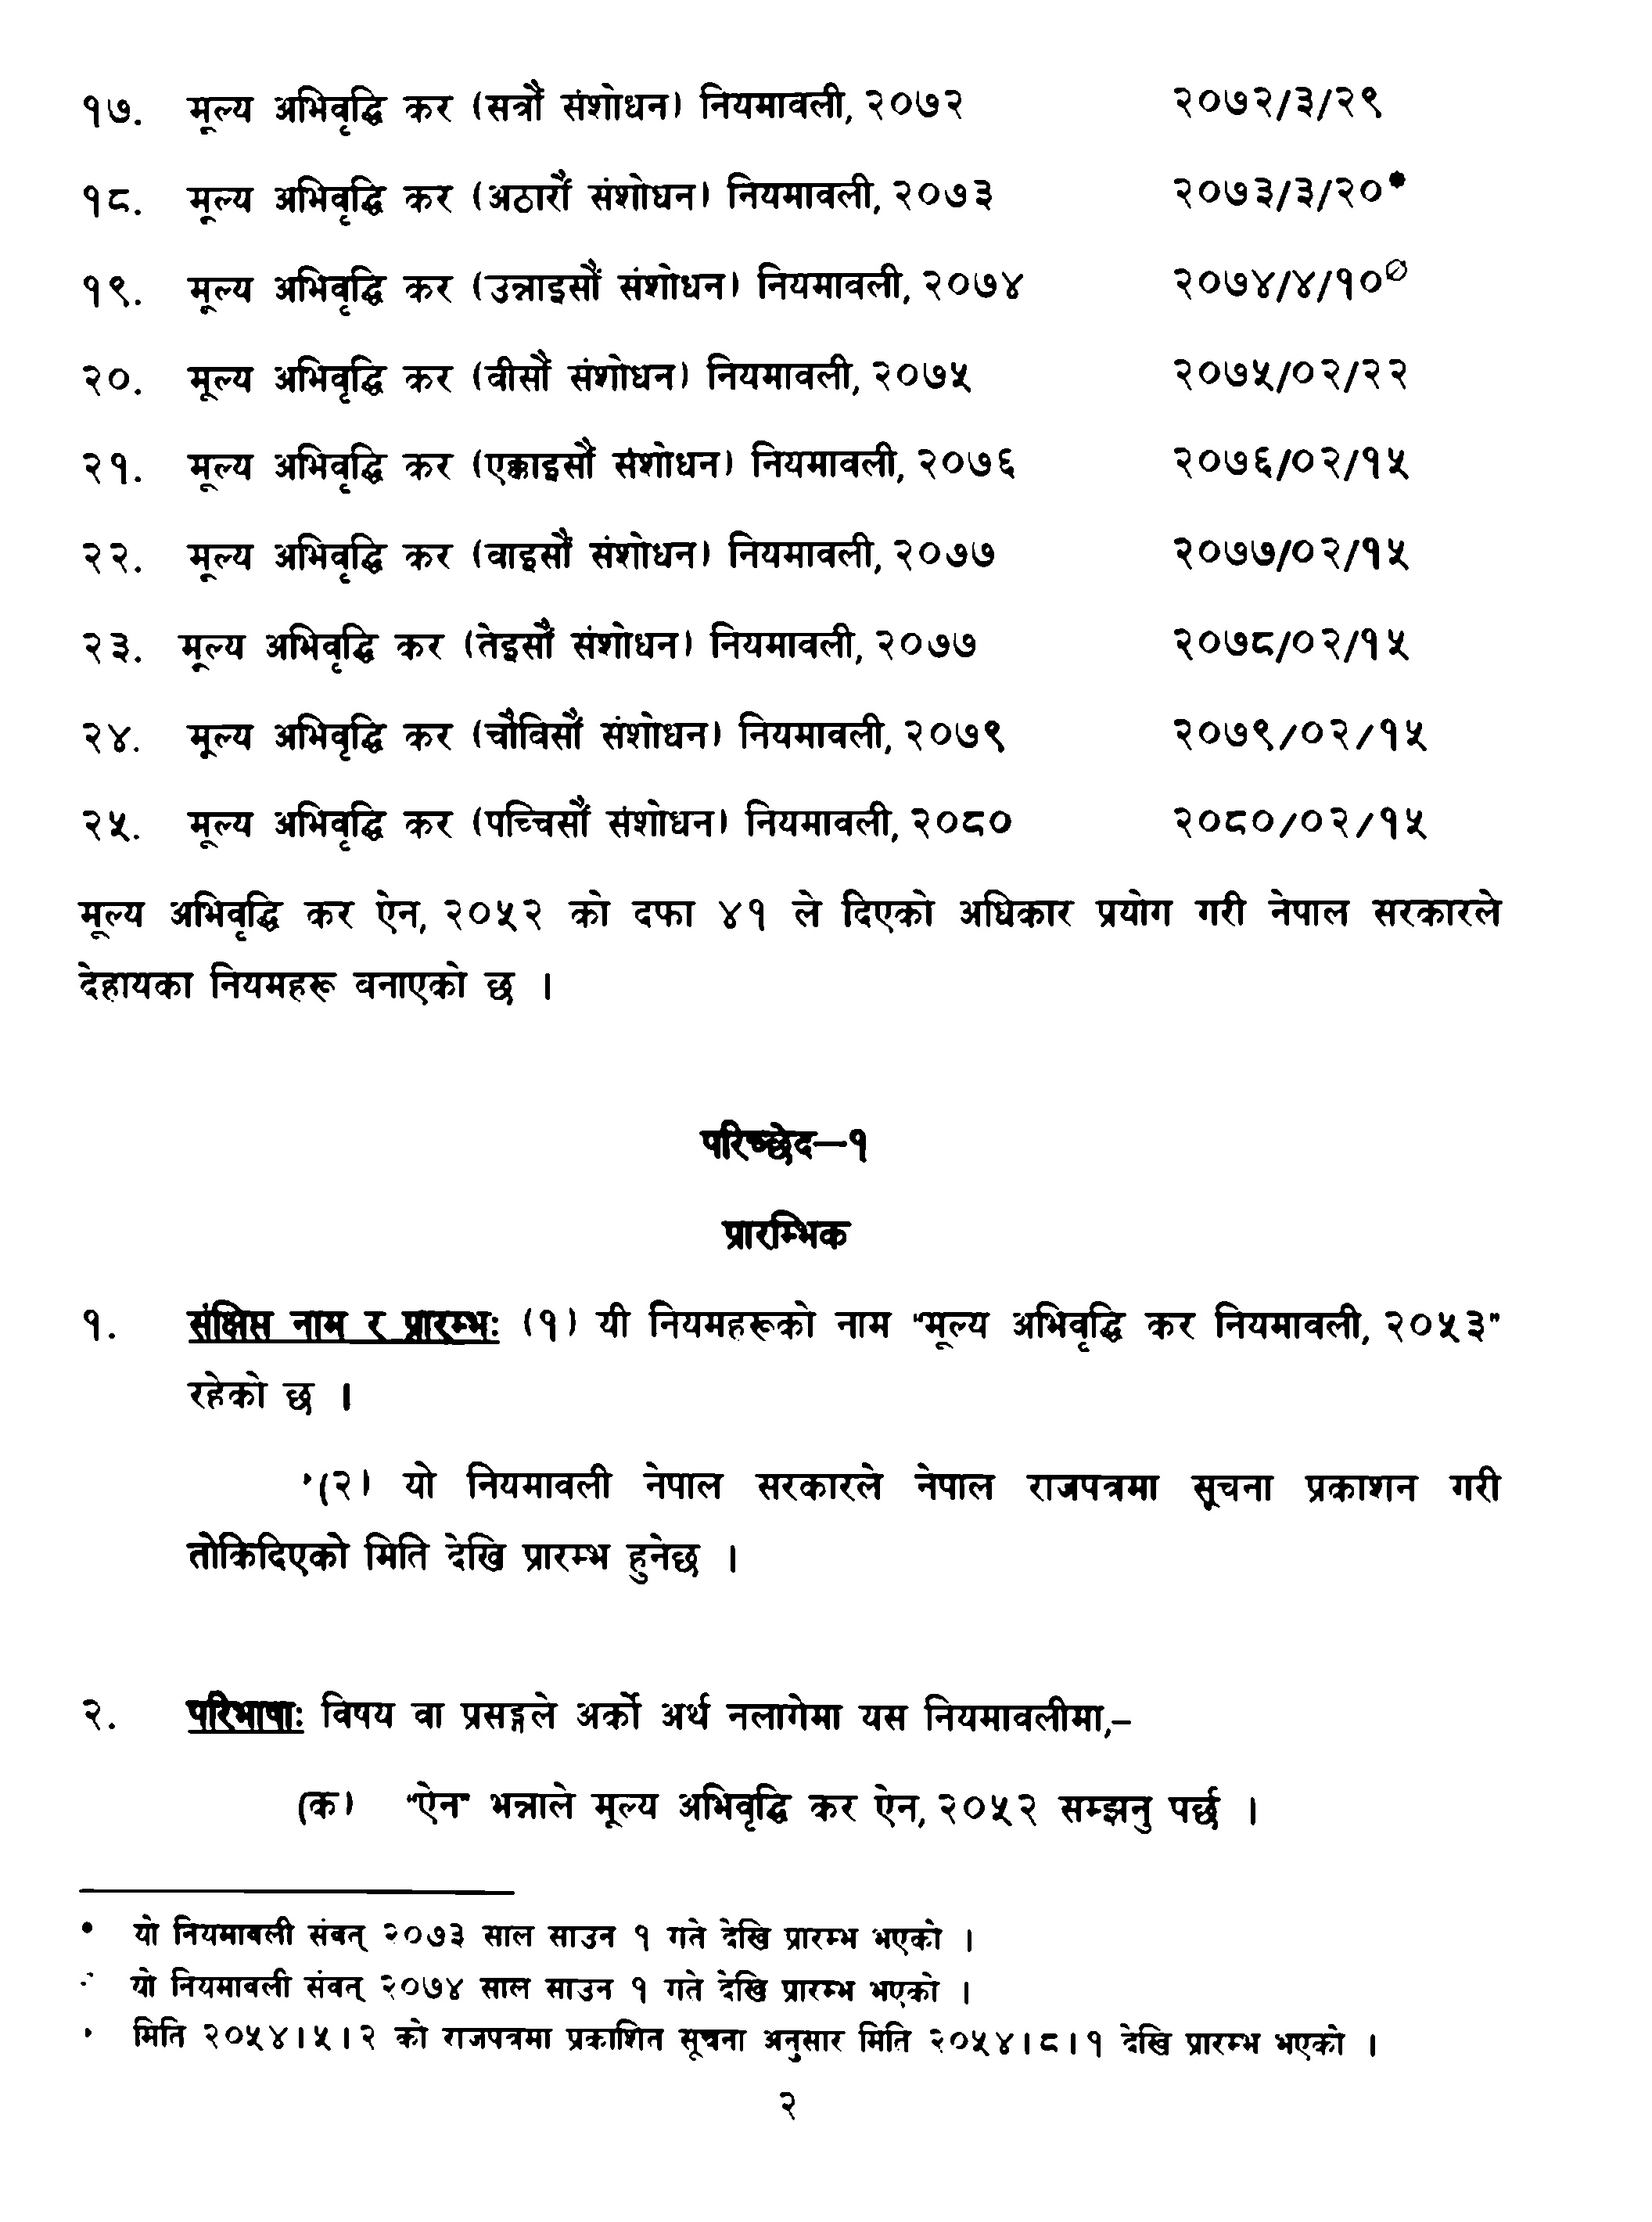 १७. मूल्य अभिवृद्धि कर (सत्रौं संशोधन) नियमावली, २०७२ २०७२/३/२९
१८. मूल्य अभिवृद्धि कर (अठारौं संशोधन) नियमावली, २०७३ २०७३/३/२०•
१९. मूल्य अभिवृद्धि कर (उन्नाइसौं संशोधन) नियमावली, २०७४ २०७४/४/१०∅
२०. मूल्य अभिवृद्धि कर (वीसौं संशोधन) नियमावली, २०७५ २०७५/०२/२२
२१. मूल्य अभिवृद्धि कर (एक्काइसौं संशोधन) नियमावली, २०७६ २०७६/०२/१५
२२. मूल्य अभिवृद्धि कर (वाइसौं संशोधन) नियमावली, २०७७ २०७७/०२/१५
२३. मूल्य अभिवृद्धि कर (तेइसौं संशोधन) नियमावली, २०७७ २०७८/०२/१५
२४. मूल्य अभिवृद्धि कर (चौविसौं संशोधन) नियमावली, २०७९ २०७९/०२/१५
२५. मूल्य अभिवृद्धि कर (पच्चिसौं संशोधन) नियमावली, २०८० २०८०/०२/१५
मूल्य अभिवृद्धि कर ऐन, २०५२ को दफा ४१ ले दिएको अधिकार प्रयोग गरी नेपाल सरकारले
देहायका नियमहरू वनाएको छ ।
परिच्छेद–१
प्रारम्भिक
१. संक्षिप्त नाम र प्रारम्भः (१) यी नियमहरूको नाम "मूल्य अभिवृद्धि कर नियमावली, २०५३"
रहेको छ ।
(२) यो नियमावली नेपाल सरकारले नेपाल राजपत्रमा सूचना प्रकाशन गरी
तोकिदिएको मिति देखि प्रारम्भ हुनेछ ।
२. परिभाषाः विषय वा प्रसङ्गले अर्को अर्थ नलागेमा यस नियमावलीमा,–
(क) "ऐन" भन्नाले मूल्य अभिवृद्धि कर ऐन, २०५२ सम्झनु पर्छ ।
• यो नियमावली संवत् २०७३ साल साउन १ गते देखि प्रारम्भ भएको ।
यो नियमावली संवत् २०७४ साल साउन १ गते देखि प्रारम्भ भएको ।
मिति २०५४।५।२ को राजपत्रमा प्रकाशित सूचना अनुसार मिति २०५४।८।१ देखि प्रारम्भ भएको ।
२